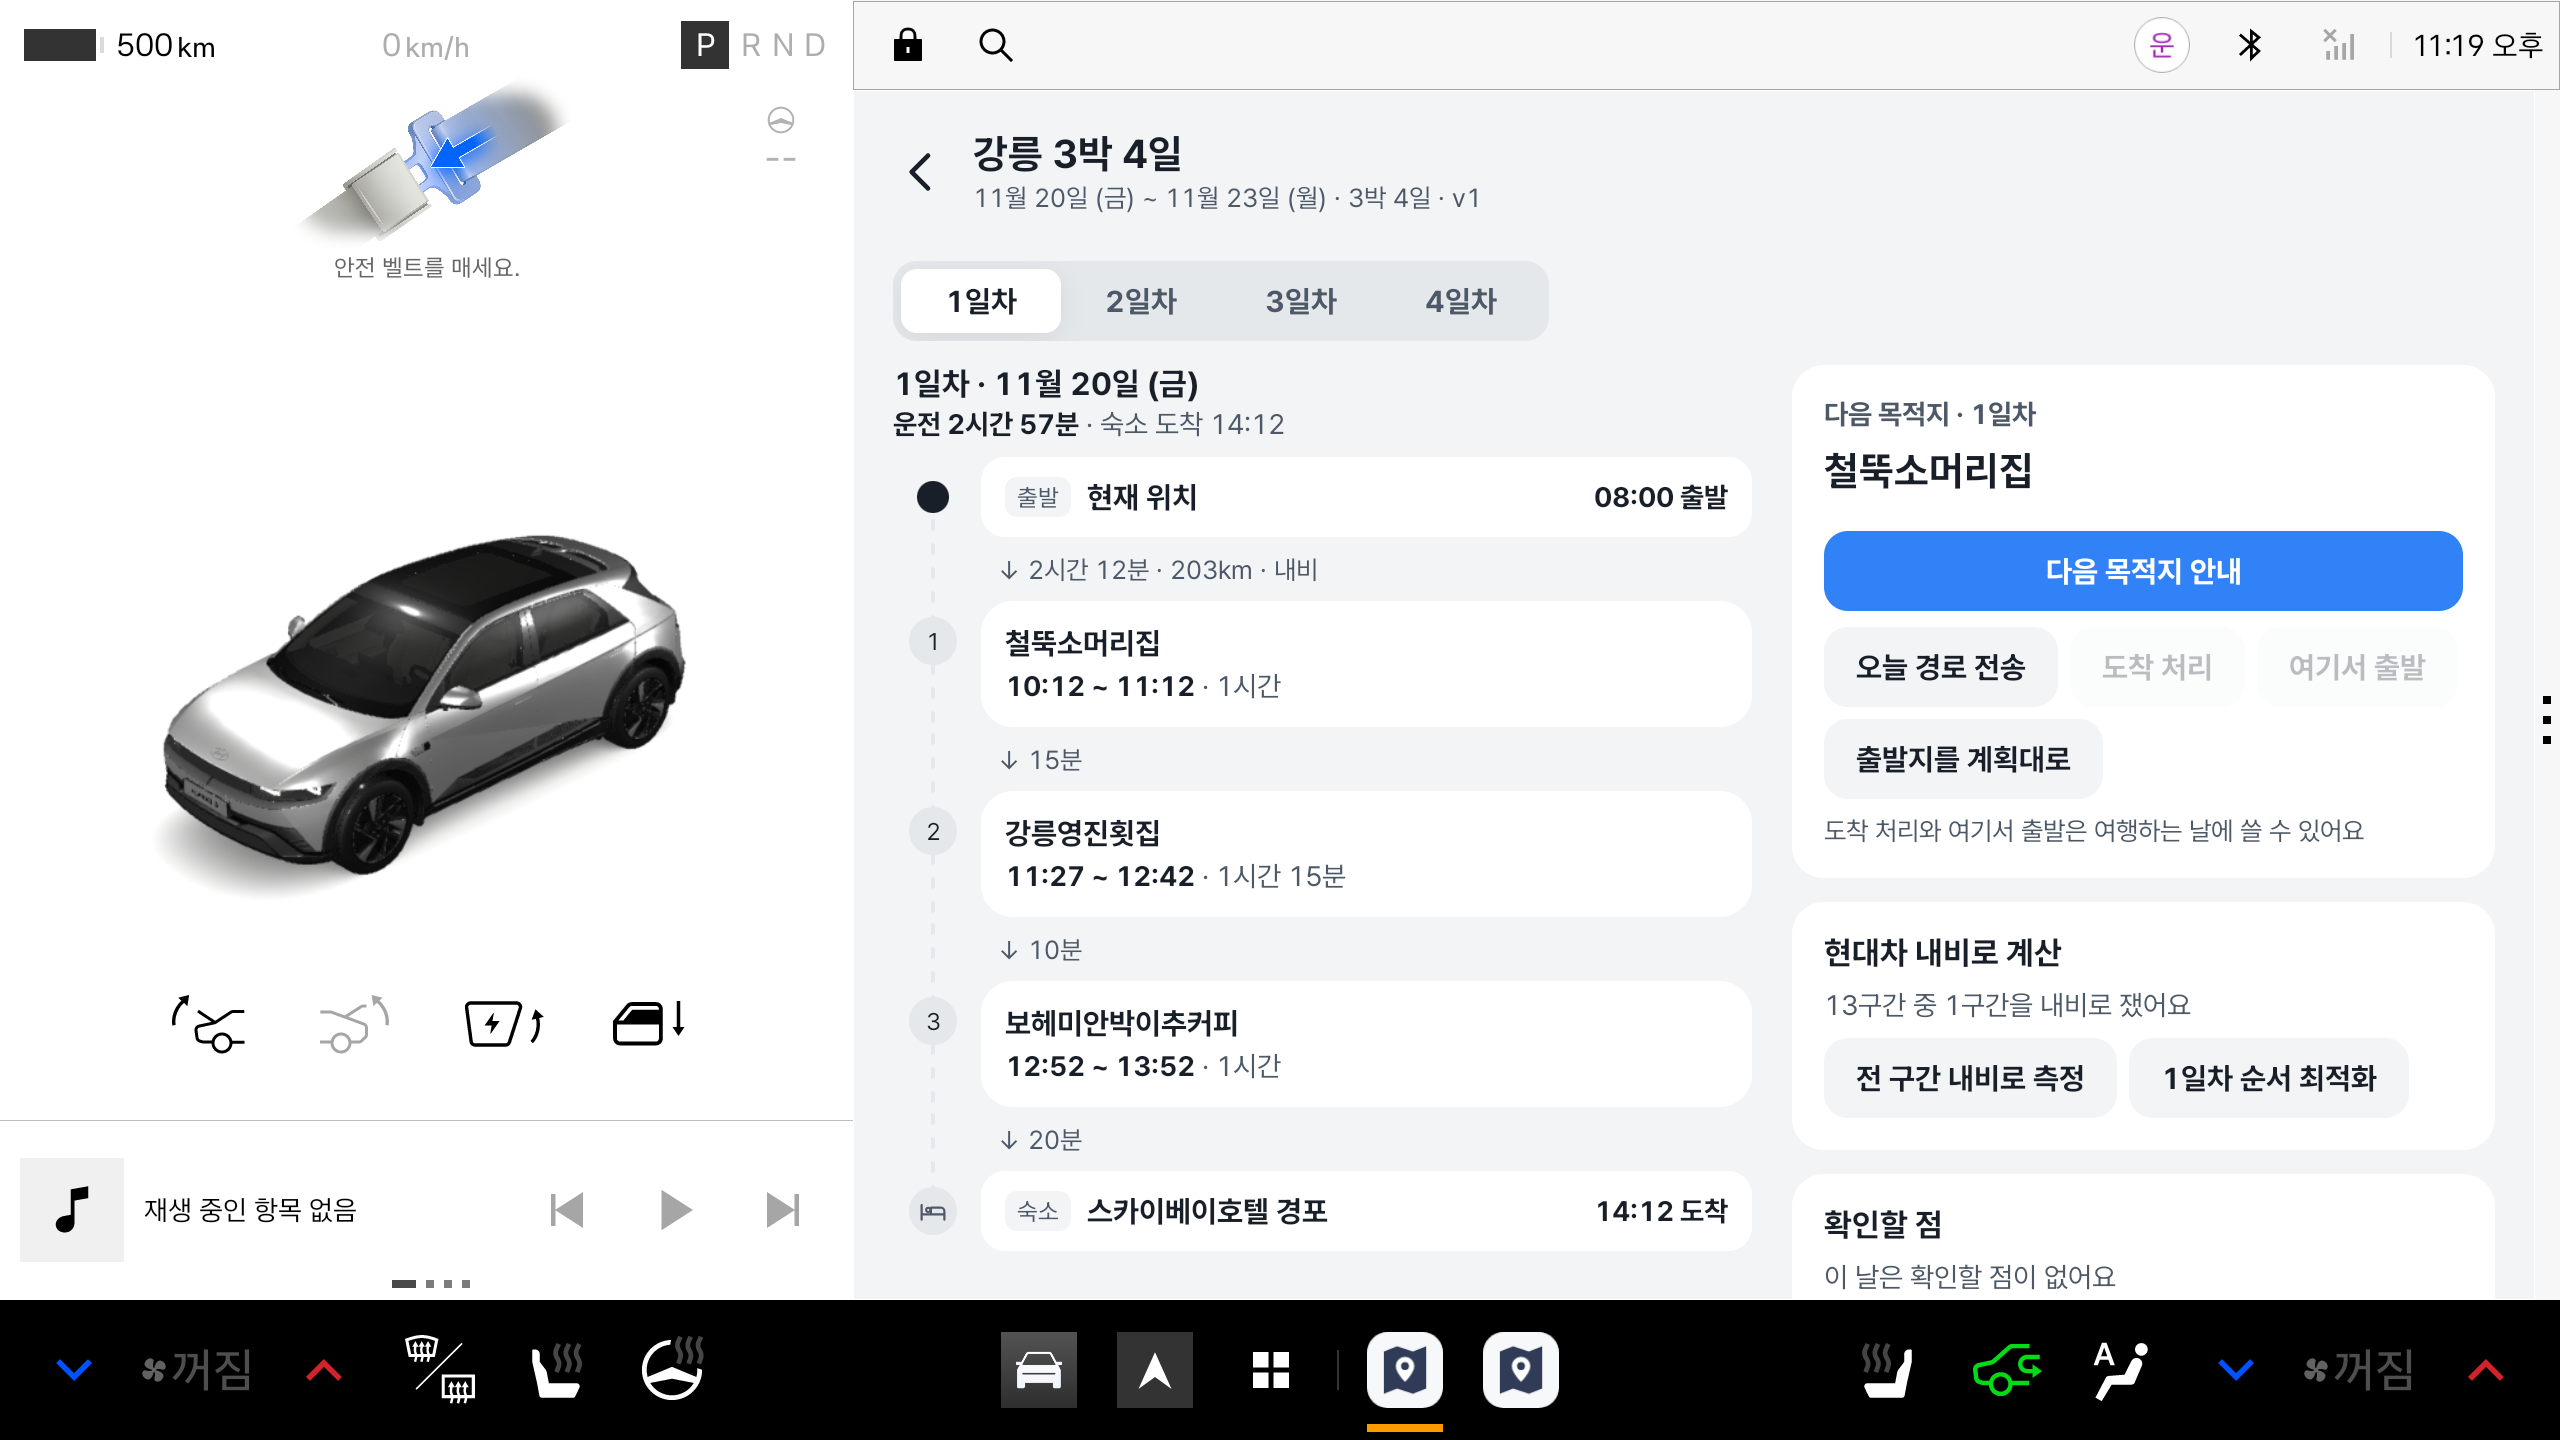 500 km
0 km/h
P R N D
운
11:19 오후
--
안전 벨트를 매세요.
강릉 3박 4일
11월 20일 (금) ~ 11월 23일 (월) · 3박 4일 · v1
1일차
2일차
3일차
4일차
1일차 · 11월 20일 (금)
운전 2시간 57분 · 숙소 도착 14:12
출발 현재 위치 08:00 출발
↓ 2시간 12분 · 203km · 내비
1
철뚝소머리집
10:12 ~ 11:12 · 1시간
↓ 15분
2
강릉영진횟집
11:27 ~ 12:42 · 1시간 15분
↓ 10분
3
보헤미안박이추커피
12:52 ~ 13:52 · 1시간
↓ 20분
숙소 스카이베이호텔 경포 14:12 도착
다음 목적지 · 1일차
철뚝소머리집
다음 목적지 안내
오늘 경로 전송
도착 처리
여기서 출발
출발지를 계획대로
도착 처리와 여기서 출발은 여행하는 날에 쓸 수 있어요
현대차 내비로 계산
13구간 중 1구간을 내비로 쟀어요
전 구간 내비로 측정
1일차 순서 최적화
확인할 점
이 날은 확인할 점이 없어요
재생 중인 항목 없음
꺼짐
A
꺼짐